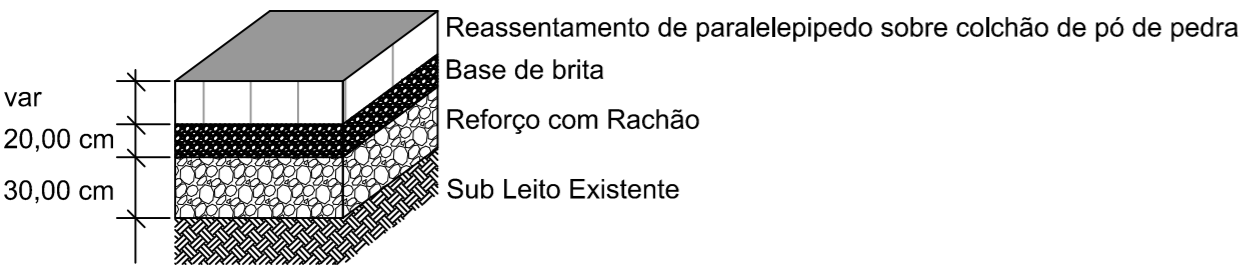 Reassentamento de paralelepipedo sobre colchão de pó de pedra
Base de brita
var
Reforço com Rachão
20,00 cm
30,00 cm
Sub Leito Existente